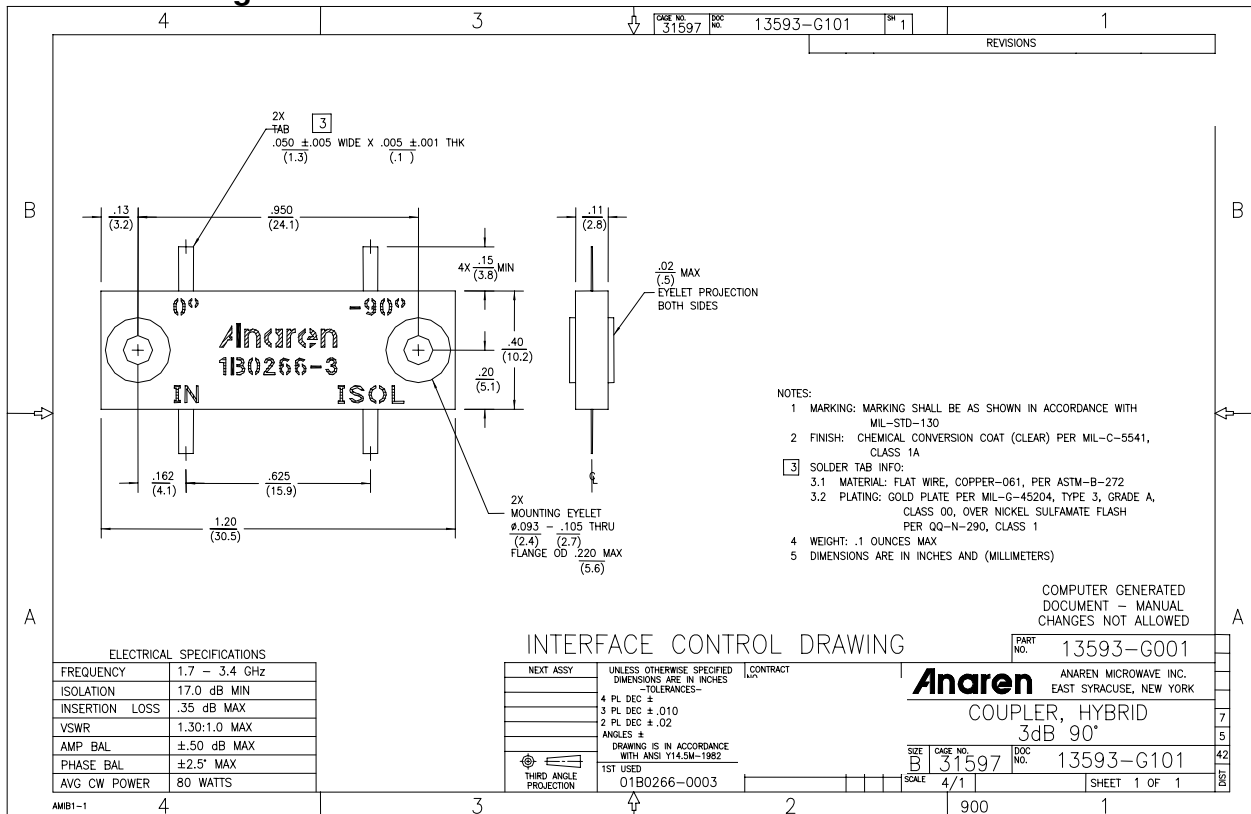 4
3
CAGE NO. 31597
DOC NO. 13593-G101
SH 1
1
REVISIONS
B
B
2X
TAB 3
.050 ±.005 WIDE X .005 ±.001 THK
(1.3) (.1 )
.13
(3.2)
.950
(24.1)
.11
(2.8)
4X .15 MIN
(3.8)
.02 MAX
(.5)
EYELET PROJECTION
BOTH SIDES
0° -90°
Anaren
1B0266-3
IN ISOL
.40
(10.2)
.20
(5.1)
.162
(4.1)
.625
(15.9)
1.20
(30.5)
2X
MOUNTING EYELET
ø.093 - .105 THRU
(2.4) (2.7)
FLANGE OD .220 MAX
(5.6)
NOTES:
1 MARKING: MARKING SHALL BE AS SHOWN IN ACCORDANCE WITH
MIL-STD-130
2 FINISH: CHEMICAL CONVERSION COAT (CLEAR) PER MIL-C-5541,
CLASS 1A
3 SOLDER TAB INFO:
3.1 MATERIAL: FLAT WIRE, COPPER-061, PER ASTM-B-272
3.2 PLATING: GOLD PLATE PER MIL-G-45204, TYPE 3, GRADE A,
CLASS 00, OVER NICKEL SULFAMATE FLASH
PER QQ-N-290, CLASS 1
4 WEIGHT: .1 OUNCES MAX
5 DIMENSIONS ARE IN INCHES AND (MILLIMETERS)
COMPUTER GENERATED
DOCUMENT - MANUAL
CHANGES NOT ALLOWED
A
A
ELECTRICAL SPECIFICATIONS
FREQUENCY 1.7 - 3.4 GHz
ISOLATION 17.0 dB MIN
INSERTION LOSS .35 dB MAX
VSWR 1.30:1.0 MAX
AMP BAL ±.50 dB MAX
PHASE BAL ±2.5° MAX
AVG CW POWER 80 WATTS
INTERFACE CONTROL DRAWING
NEXT ASSY
UNLESS OTHERWISE SPECIFIED
DIMENSIONS ARE IN INCHES
-TOLERANCES-
4 PL DEC ±
3 PL DEC ± .010
2 PL DEC ± .02
ANGLES ±
DRAWING IS IN ACCORDANCE
WITH ANSI Y14.5M-1982
1ST USED
01B0266-0003
THIRD ANGLE
PROJECTION
CONTRACT
PART NO. 13593-G001
Anaren
ANAREN MICROWAVE INC.
EAST SYRACUSE, NEW YORK
COUPLER, HYBRID
3dB 90°
SIZE B
CAGE NO. 31597
DOC NO. 13593-G101
SCALE 4/1
SHEET 1 OF 1
7
5
42
DIST
AMIB1-1
4
3
2
900
1